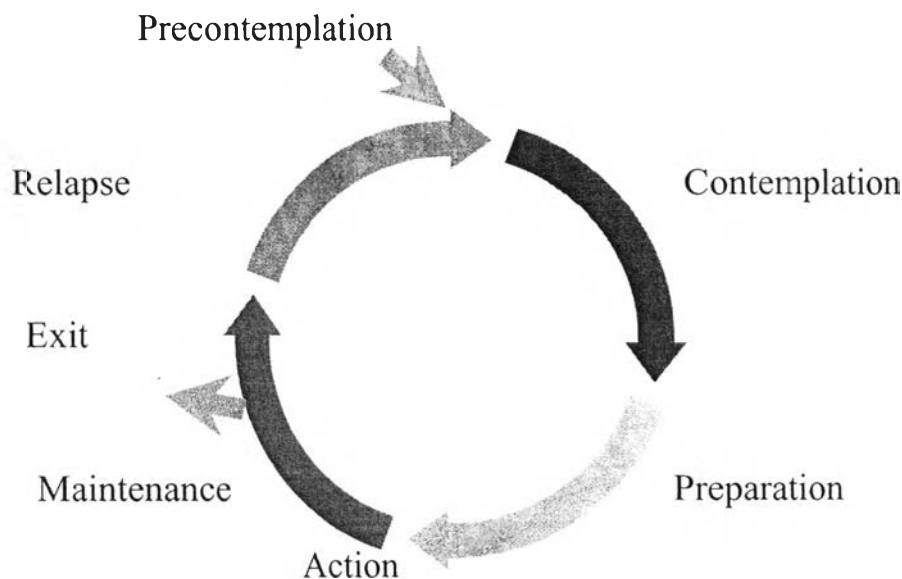 Precontemplation
Relapse
Contemplation
Exit
Maintenance
Preparation
Action